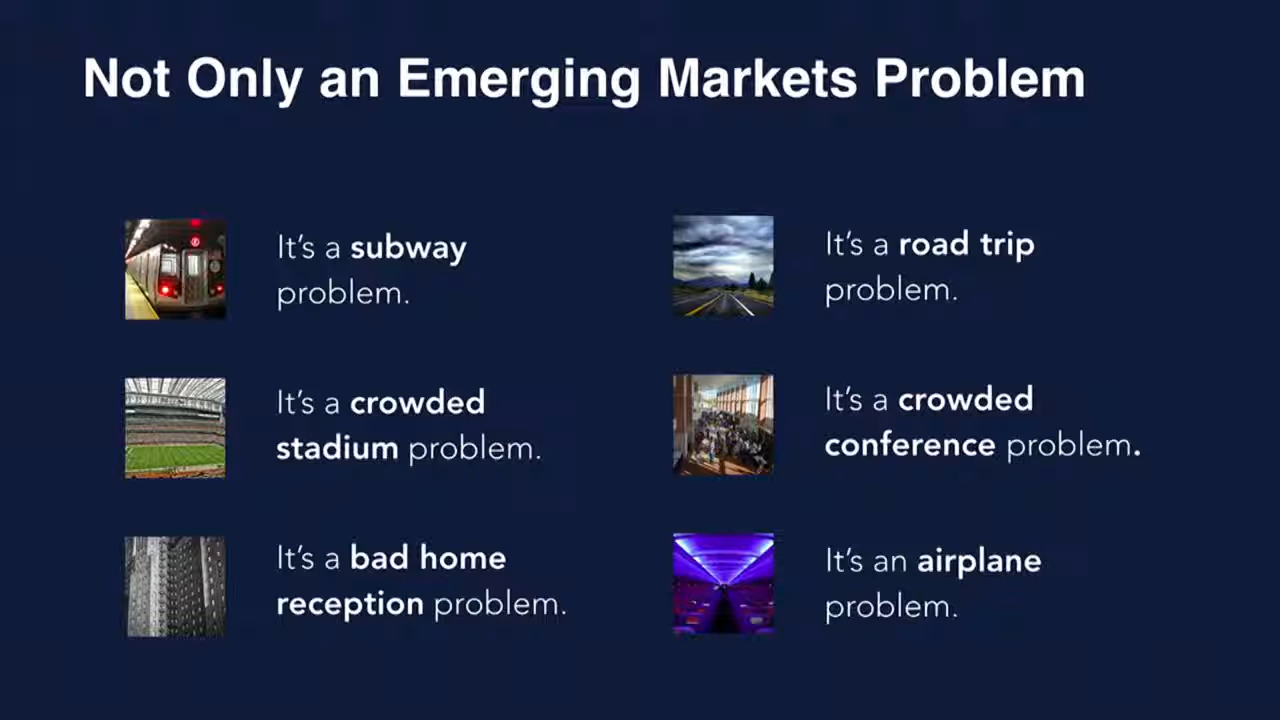 Not Only an Emerging Markets Problem
It's a subway
problem.
It's a crowded
stadium problem.
It's a bad home
reception problem.
It's a road trip
problem.
It's a crowded
conference problem.
It's an airplane
problem.